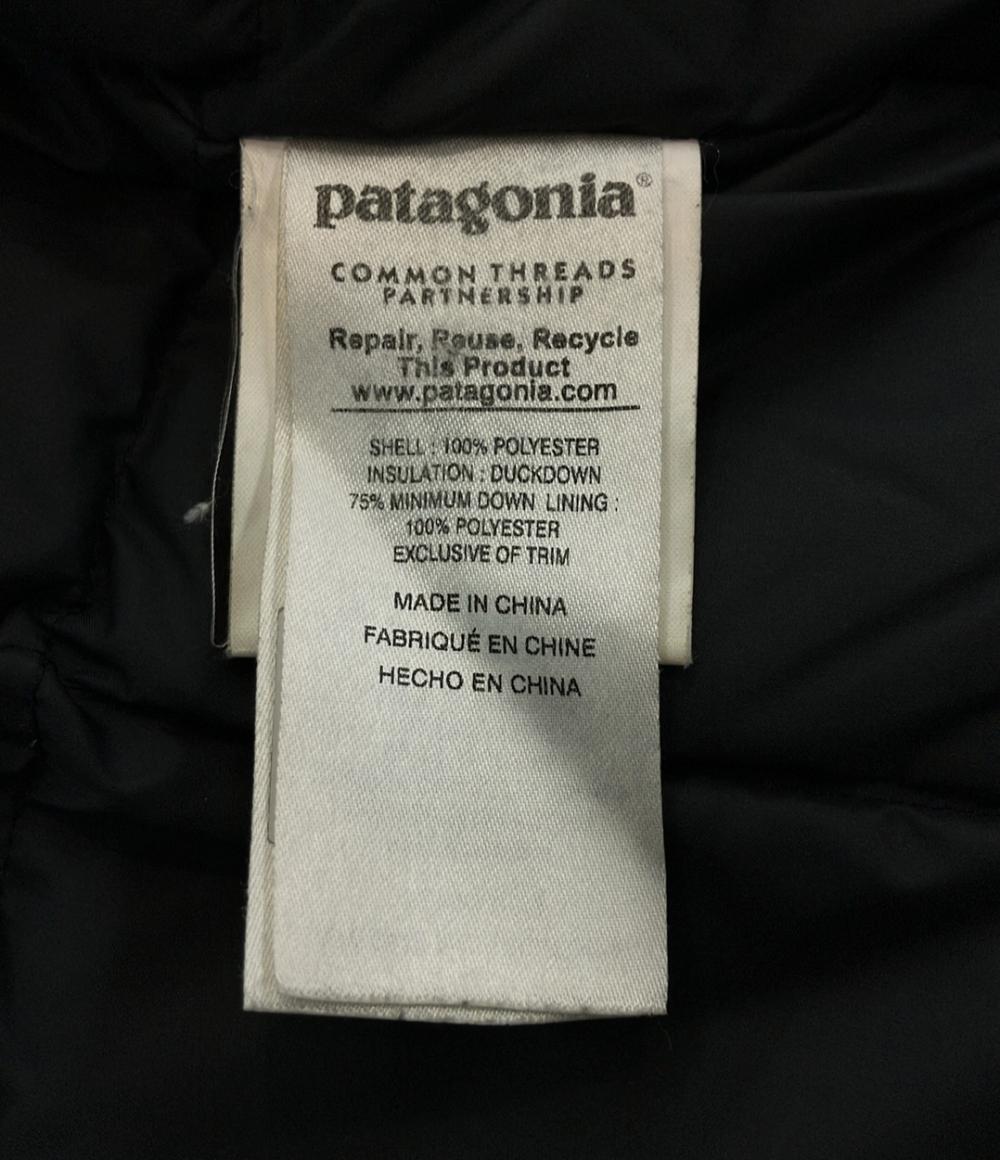 patagonia®
COMMON THREADS
PARTNERSHIP
Repair, Reuse, Recycle
This Product
www.patagonia.com
SHELL : 100% POLYESTER
INSULATION : DUCKDOWN
75% MINIMUM DOWN LINING :
100% POLYESTER
EXCLUSIVE OF TRIM
MADE IN CHINA
FABRIQUÉ EN CHINE
HECHO EN CHINA